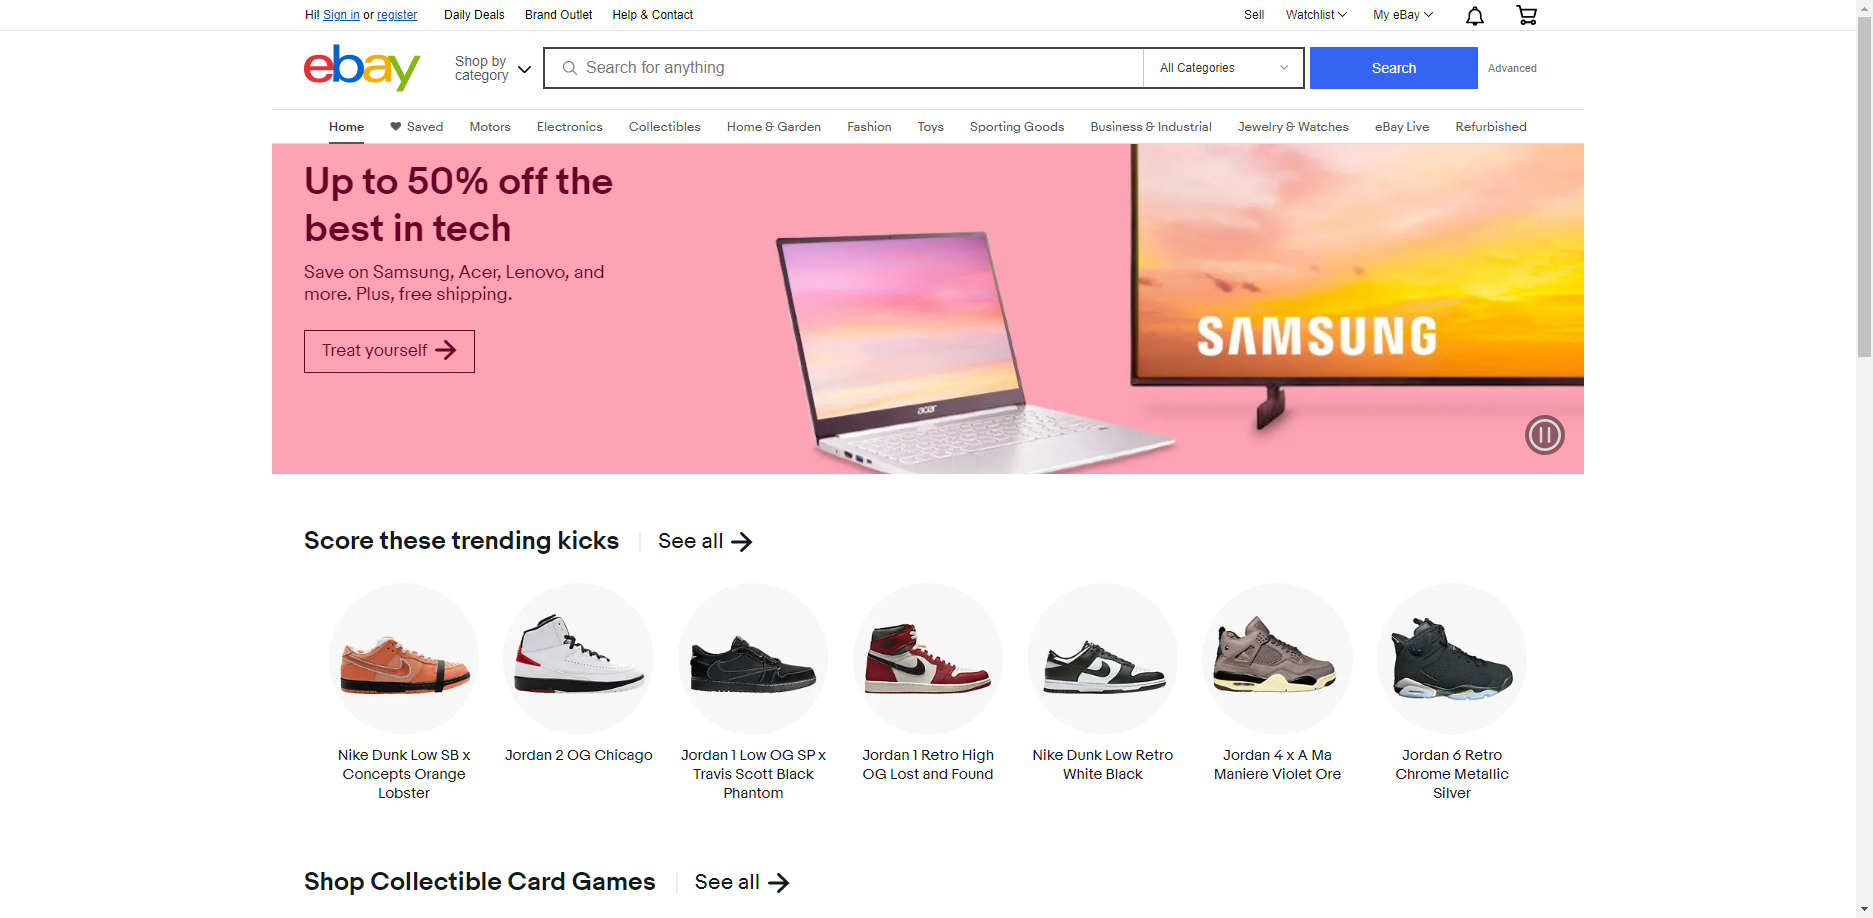 Hi! Sign in or register Daily Deals Brand Outlet Help & Contact Sell Watchlist My eBay
ebay
Shop by
category
Search for anything
All Categories
Search
Advanced
Home Saved Motors Electronics Collectibles Home & Garden Fashion Toys Sporting Goods Business & Industrial Jewelry & Watches eBay Live Refurbished
Up to 50% off the
best in tech
Save on Samsung, Acer, Lenovo, and
more. Plus, free shipping.
Treat yourself
acer
SAMSUNG
Score these trending kicks See all
Nike Dunk Low SB x
Concepts Orange
Lobster
Jordan 2 OG Chicago
Jordan 1 Low OG SP x
Travis Scott Black
Phantom
Jordan 1 Retro High
OG Lost and Found
Nike Dunk Low Retro
White Black
Jordan 4 x A Ma
Maniere Violet Ore
Jordan 6 Retro
Chrome Metallic
Silver
Shop Collectible Card Games See all